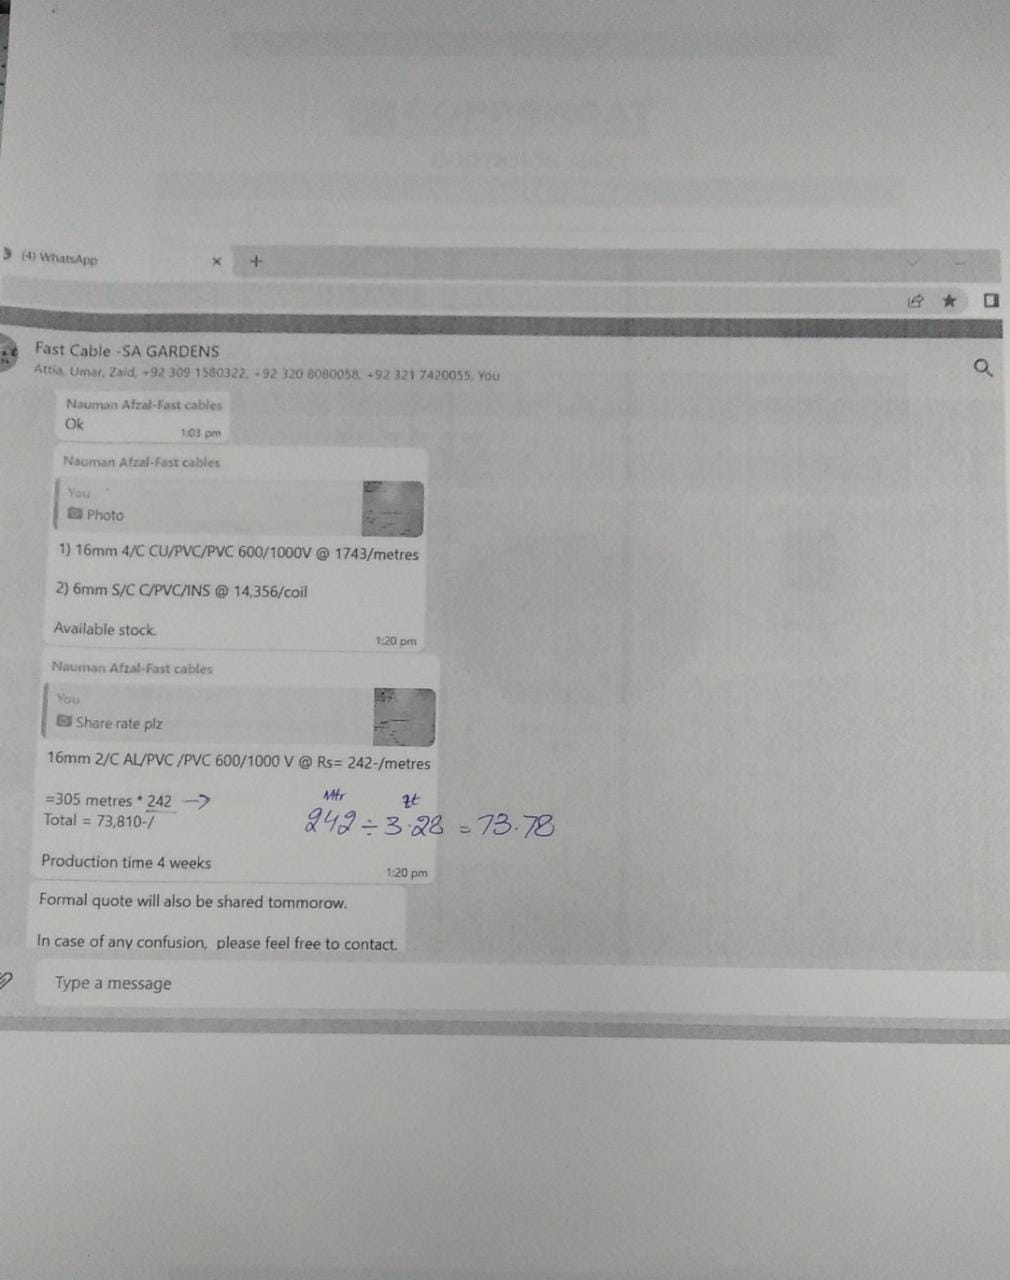 (4) WhatsApp
Fast Cable -SA GARDENS
Attia, Umar, Zaid, +92 309 1580322, +92 320 8080058, +92 321 7420055, You
Nauman Afzal-Fast cables
Ok
1:03 pm
Nauman Afzal-Fast cables
You
Photo
1) 16mm 4/C CU/PVC/PVC 600/1000V @ 1743/metres
2) 6mm S/C C/PVC/INS @ 14,356/coil
Available stock.
1:20 pm
Nauman Afzal-Fast cables
You
Share rate plz
16mm 2/C AL/PVC /PVC 600/1000 V @ Rs= 242-/metres
=305 metres * 242 →
Mtr ft
242 ÷ 3.28 = 73.78
Total = 73,810-/
Production time 4 weeks
1:20 pm
Formal quote will also be shared tommorow.
In case of any confusion, please feel free to contact.
Type a message